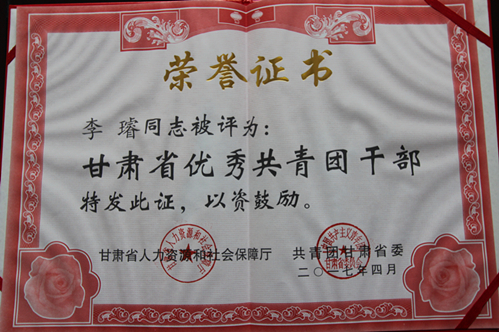 荣誉证书
李璿同志被评为：
甘肃省优秀共青团干部
特发此证，以资鼓励。
甘肃省人力资源和社会保障厅 共青团甘肃省委
二〇一七年四月